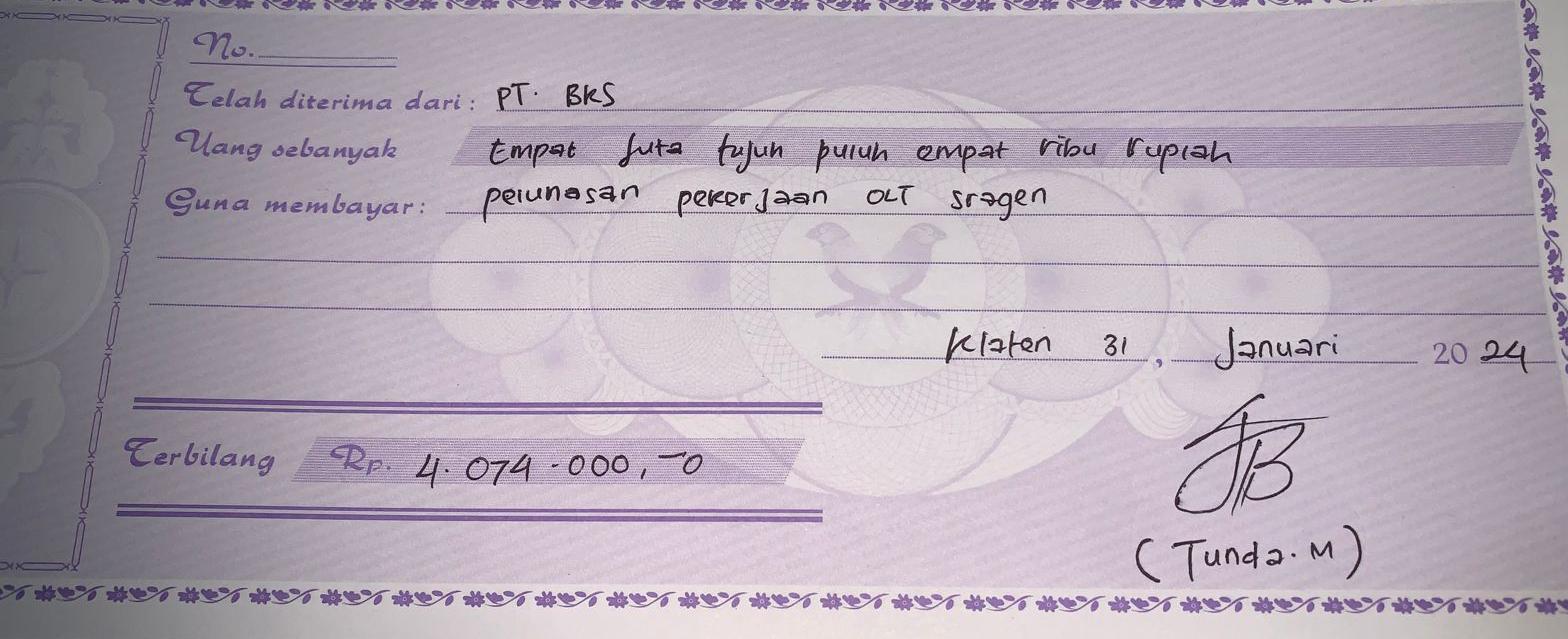 No.
Telah diterima dari : PT. BKS
Uang sebanyak Empat Juta tujuh puluh empat ribu rupiah
Guna membayar : pelunasan pekerjaan OLT sragen
Klaten 31 , Januari 2024
Terbilang Rp. 4.074.000,-0
(Tunda.M)